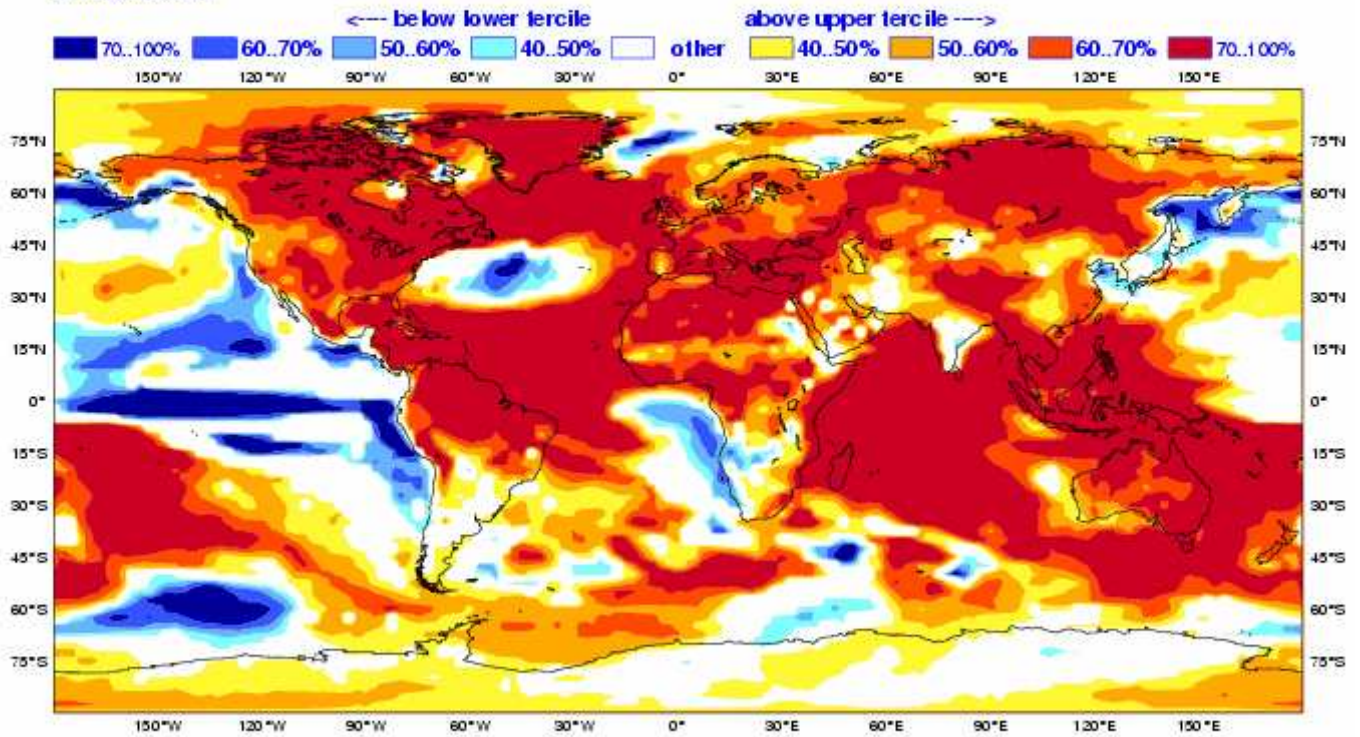 <---- below lower tercile above upper tercile ---->
70..100% 60..70% 50..60% 40..50% other 40..50% 50..60% 60..70% 70..100%
150°W 120°W 90°W 60°W 30°W 0° 30°E 60°E 90°E 120°E 150°E
75°N 75°N
60°N 60°N
45°N 45°N
30°N 30°N
15°N 15°N
0° 0°
15°S 15°S
30°S 30°S
45°S 45°S
60°S 60°S
75°S 75°S
150°W 120°W 90°W 60°W 30°W 0° 30°E 60°E 90°E 120°E 150°E